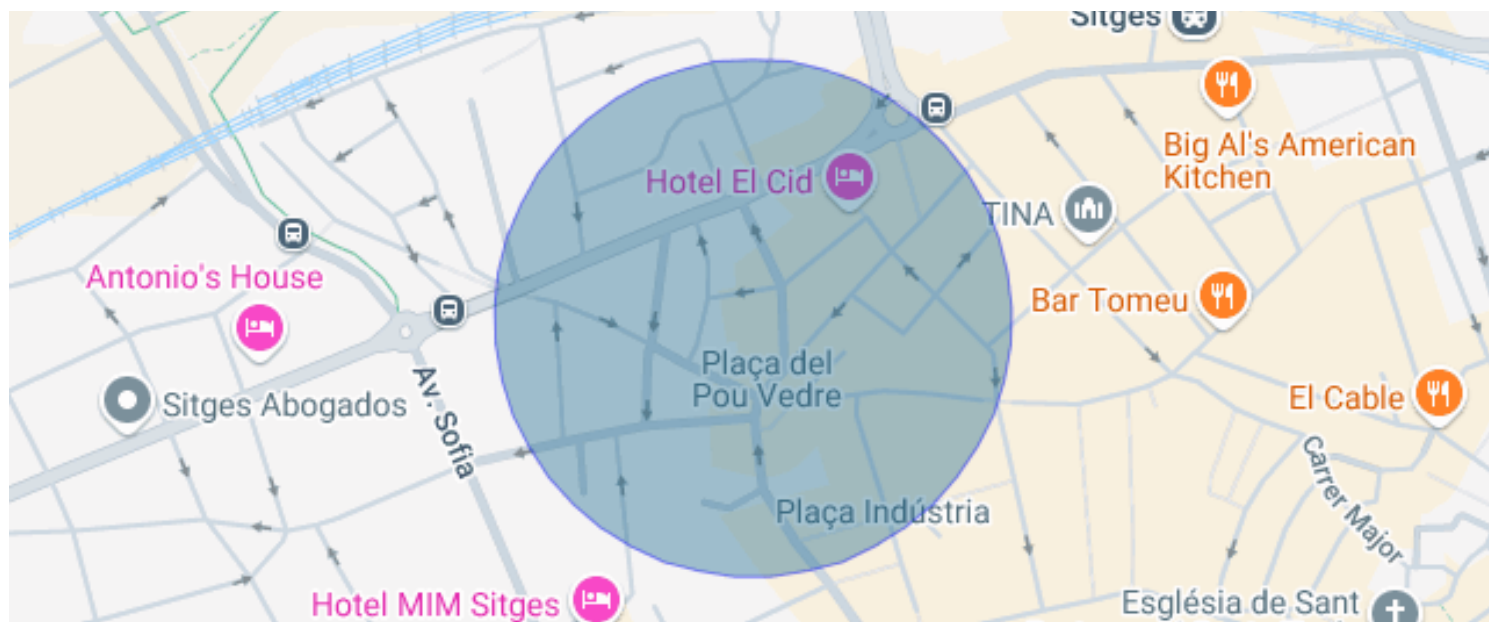 Sitges
Big Al's American
Kitchen
Hotel El Cid
TINA
Antonio's House
Bar Tomeu
Plaça del
Pou Vedre
Sitges Abogados
Av. Sofia
El Cable
Carrer Major
Plaça Indústria
Hotel MIM Sitges
Església de Sant